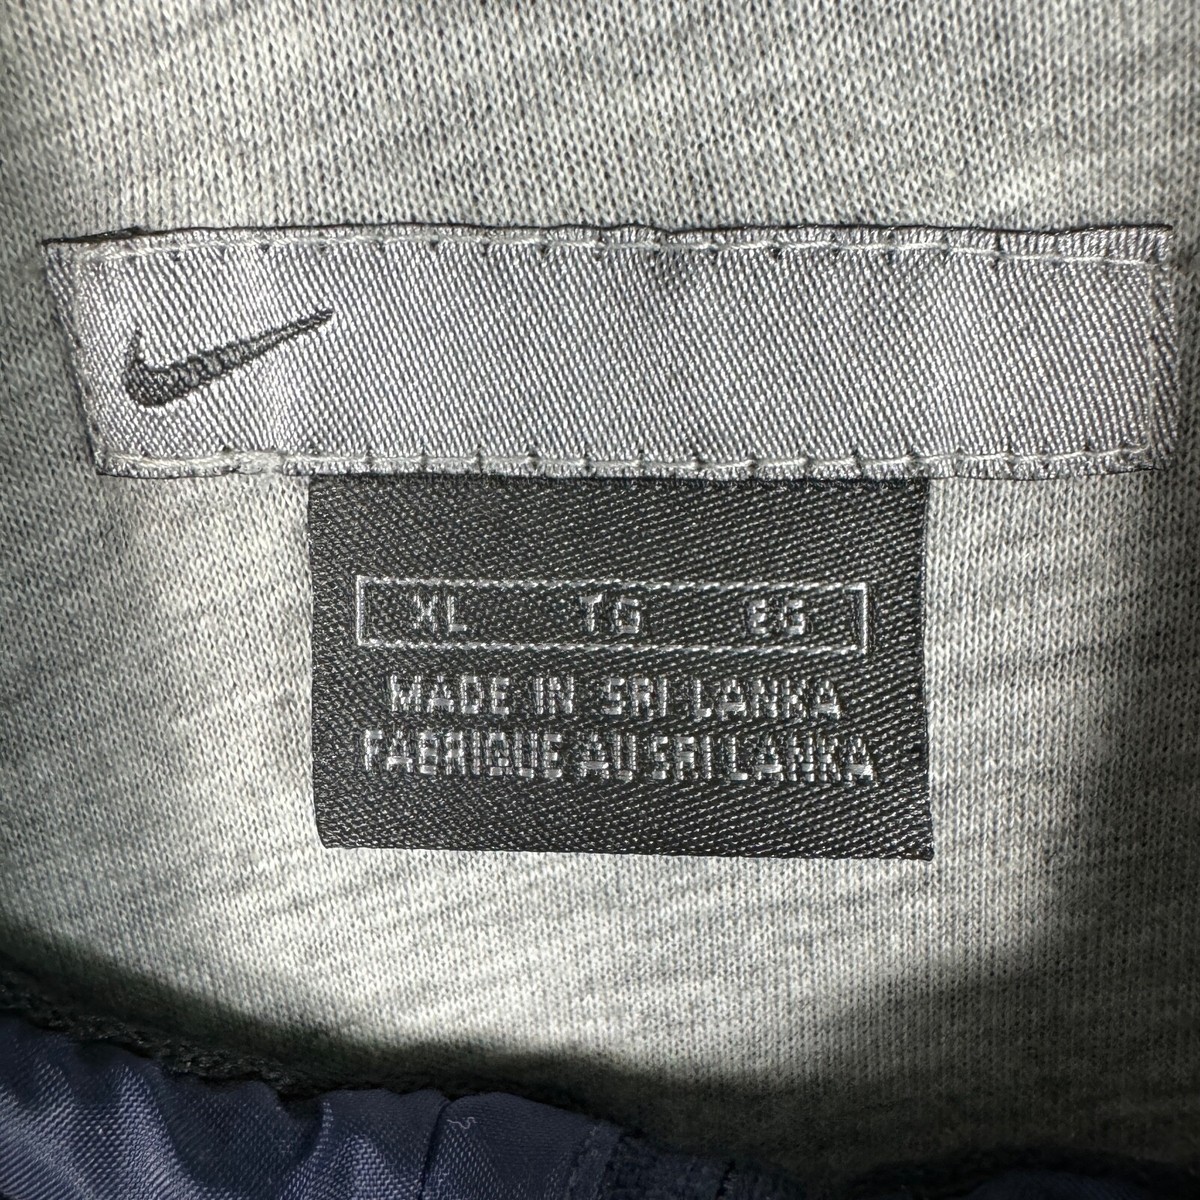 XL TG EG
MADE IN SRI LANKA
FABRIQUE AU SRI LANKA